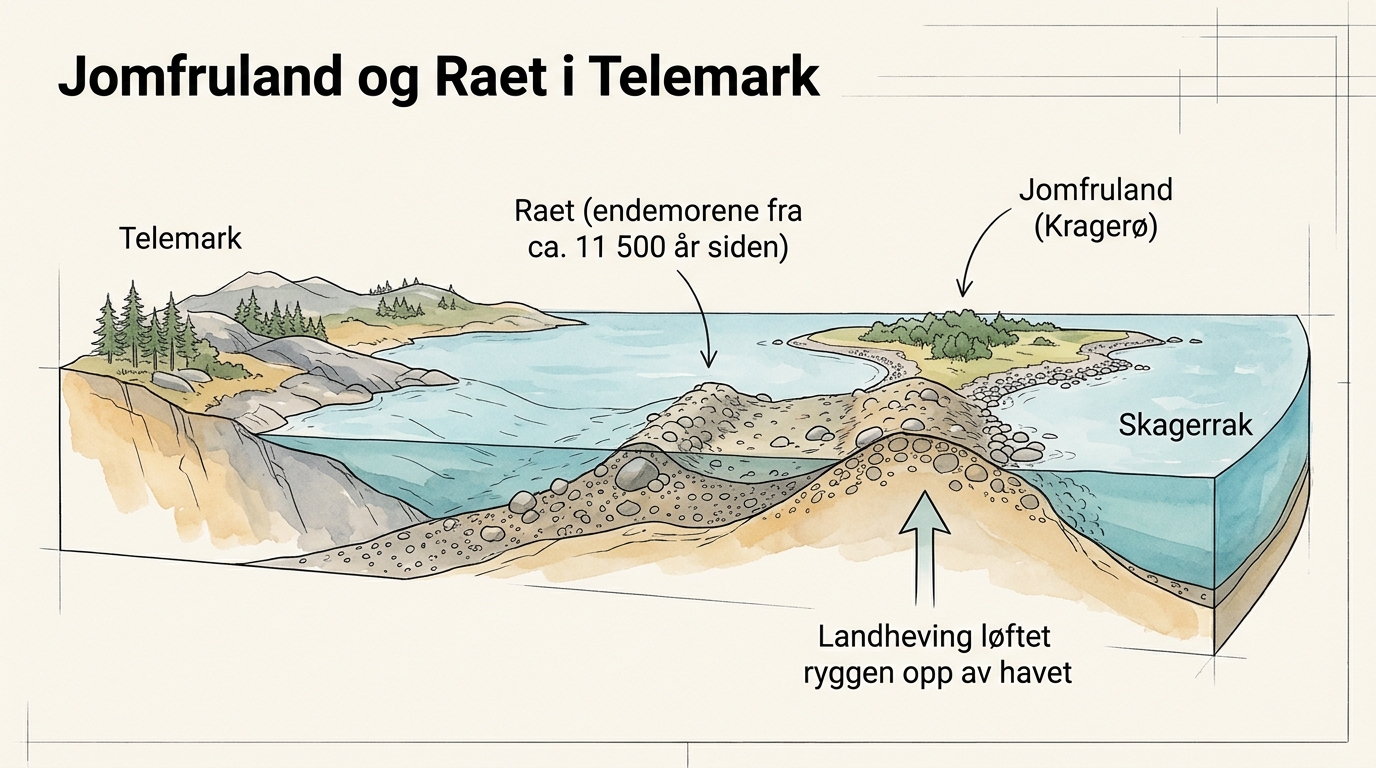 Jomfruland og Raet i Telemark
Telemark
Raet (endemorene fra
ca. 11 500 år siden)
Jomfruland
(Kragerø)
Skagerrak
Landheving løftet
ryggen opp av havet